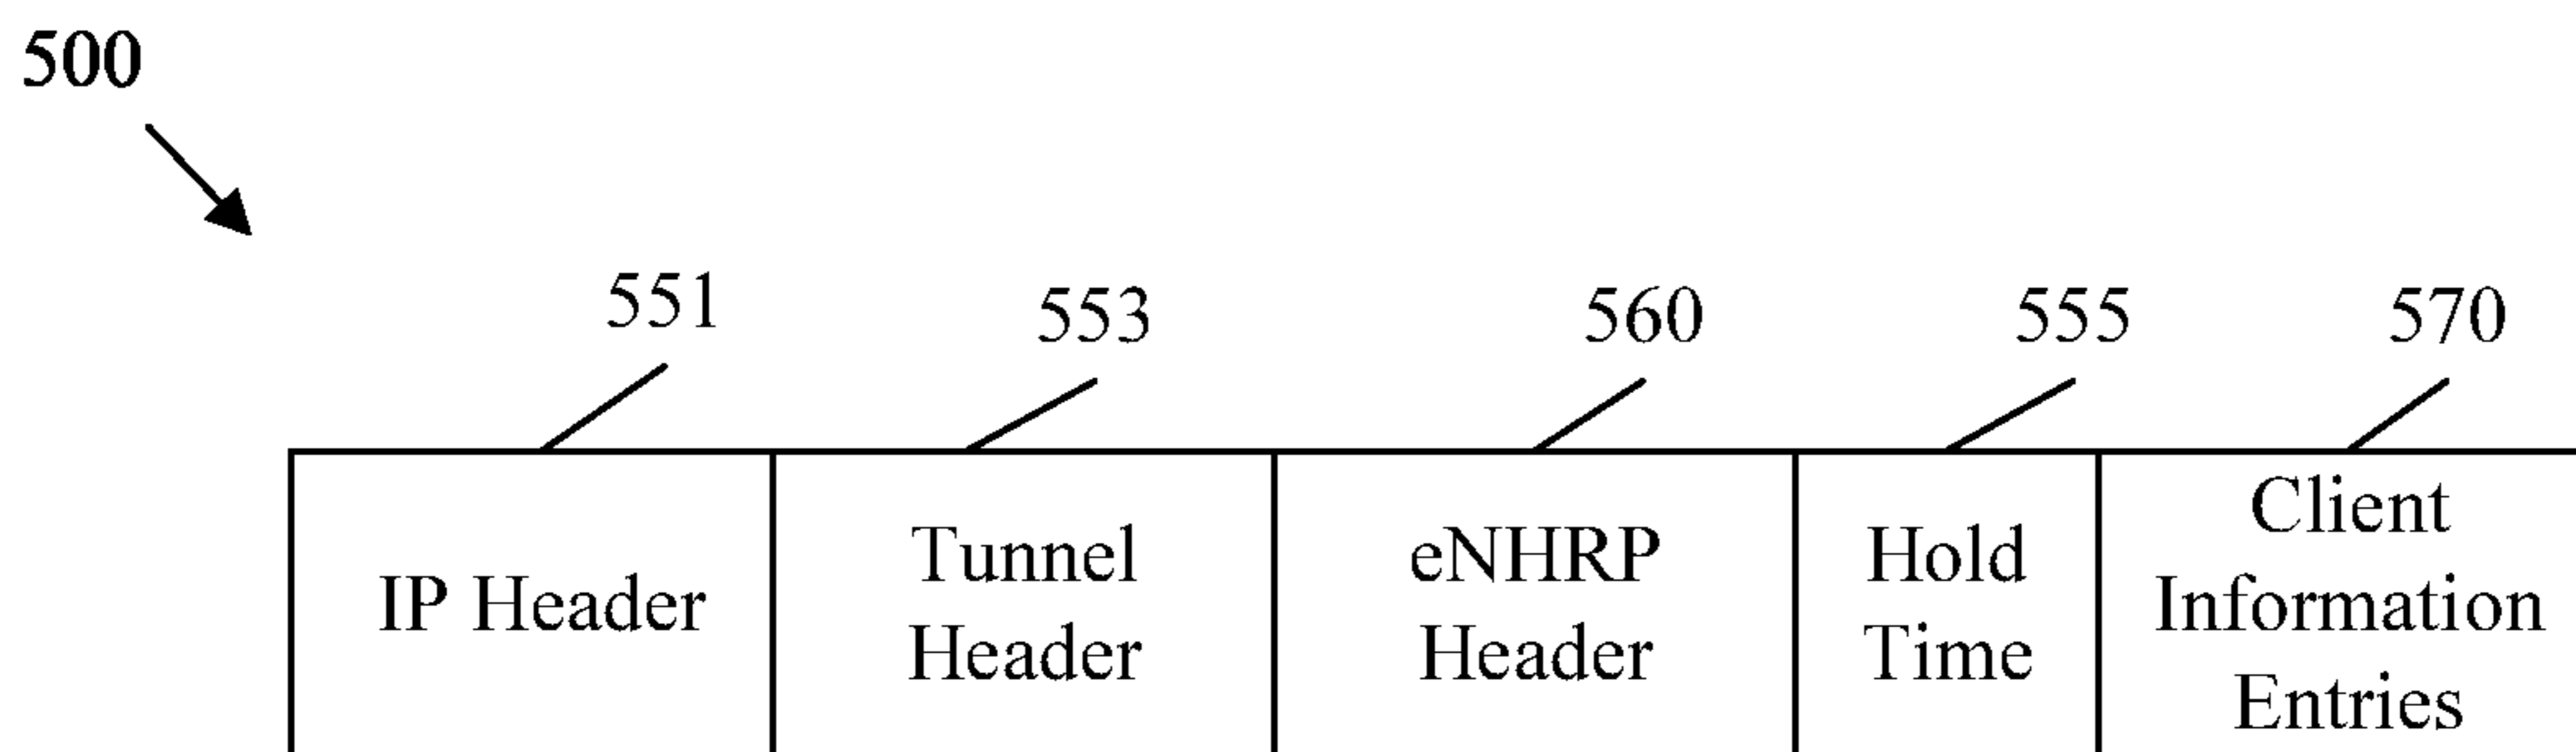 500
551
553
560
555
570
IP Header
Tunnel
Header
eNHRP
Header
Hold
Time
Client
Information
Entries